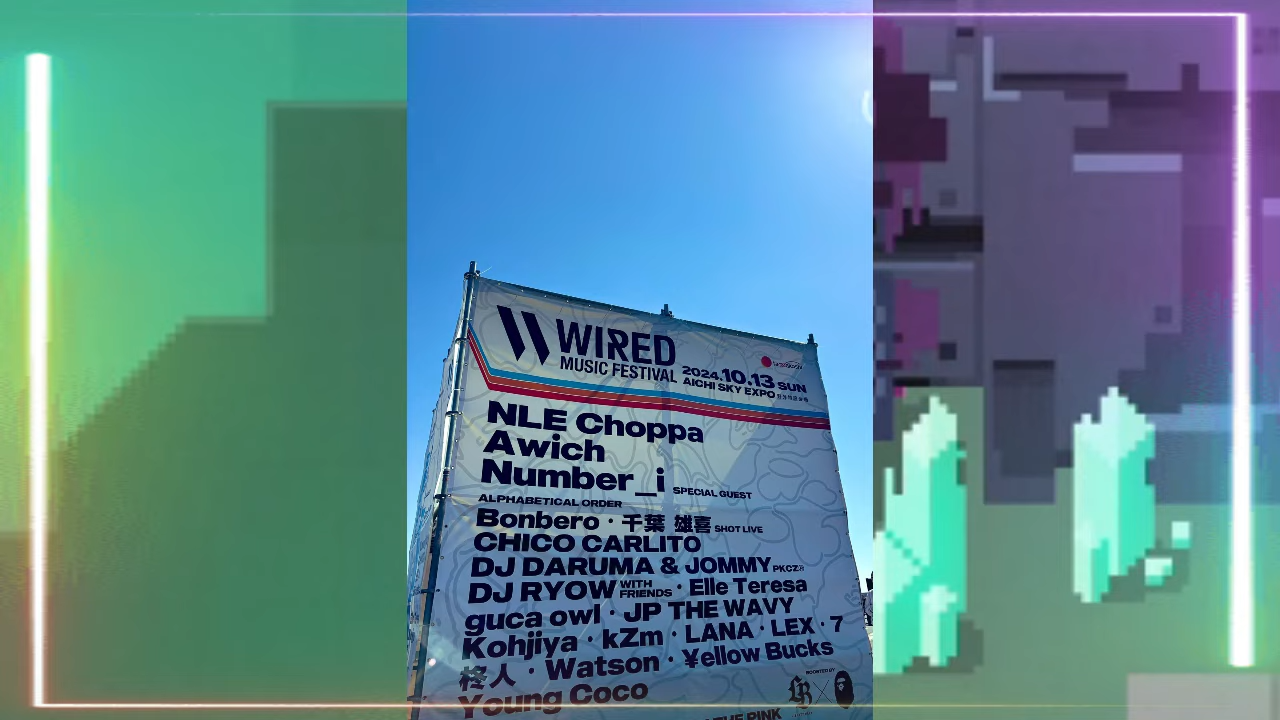 WIRED
MUSIC FESTIVAL
2024.10.13 SUN
AICHI SKY EXPO
NLE Choppa
Awich
Number_i SPECIAL GUEST
ALPHABETICAL ORDER
Bonbero · 千葉 雄喜 SHOT LIVE
CHICO CARLITO
DJ DARUMA & JOMMY PKCZ®
DJ RYOW WITH FRIENDS · Elle Teresa
guca owl · JP THE WAVY
Kohjiya · kZm · LANA · LEX · 7
柊人 · Watson · ¥ellow Bucks
Young Coco
THE PINK